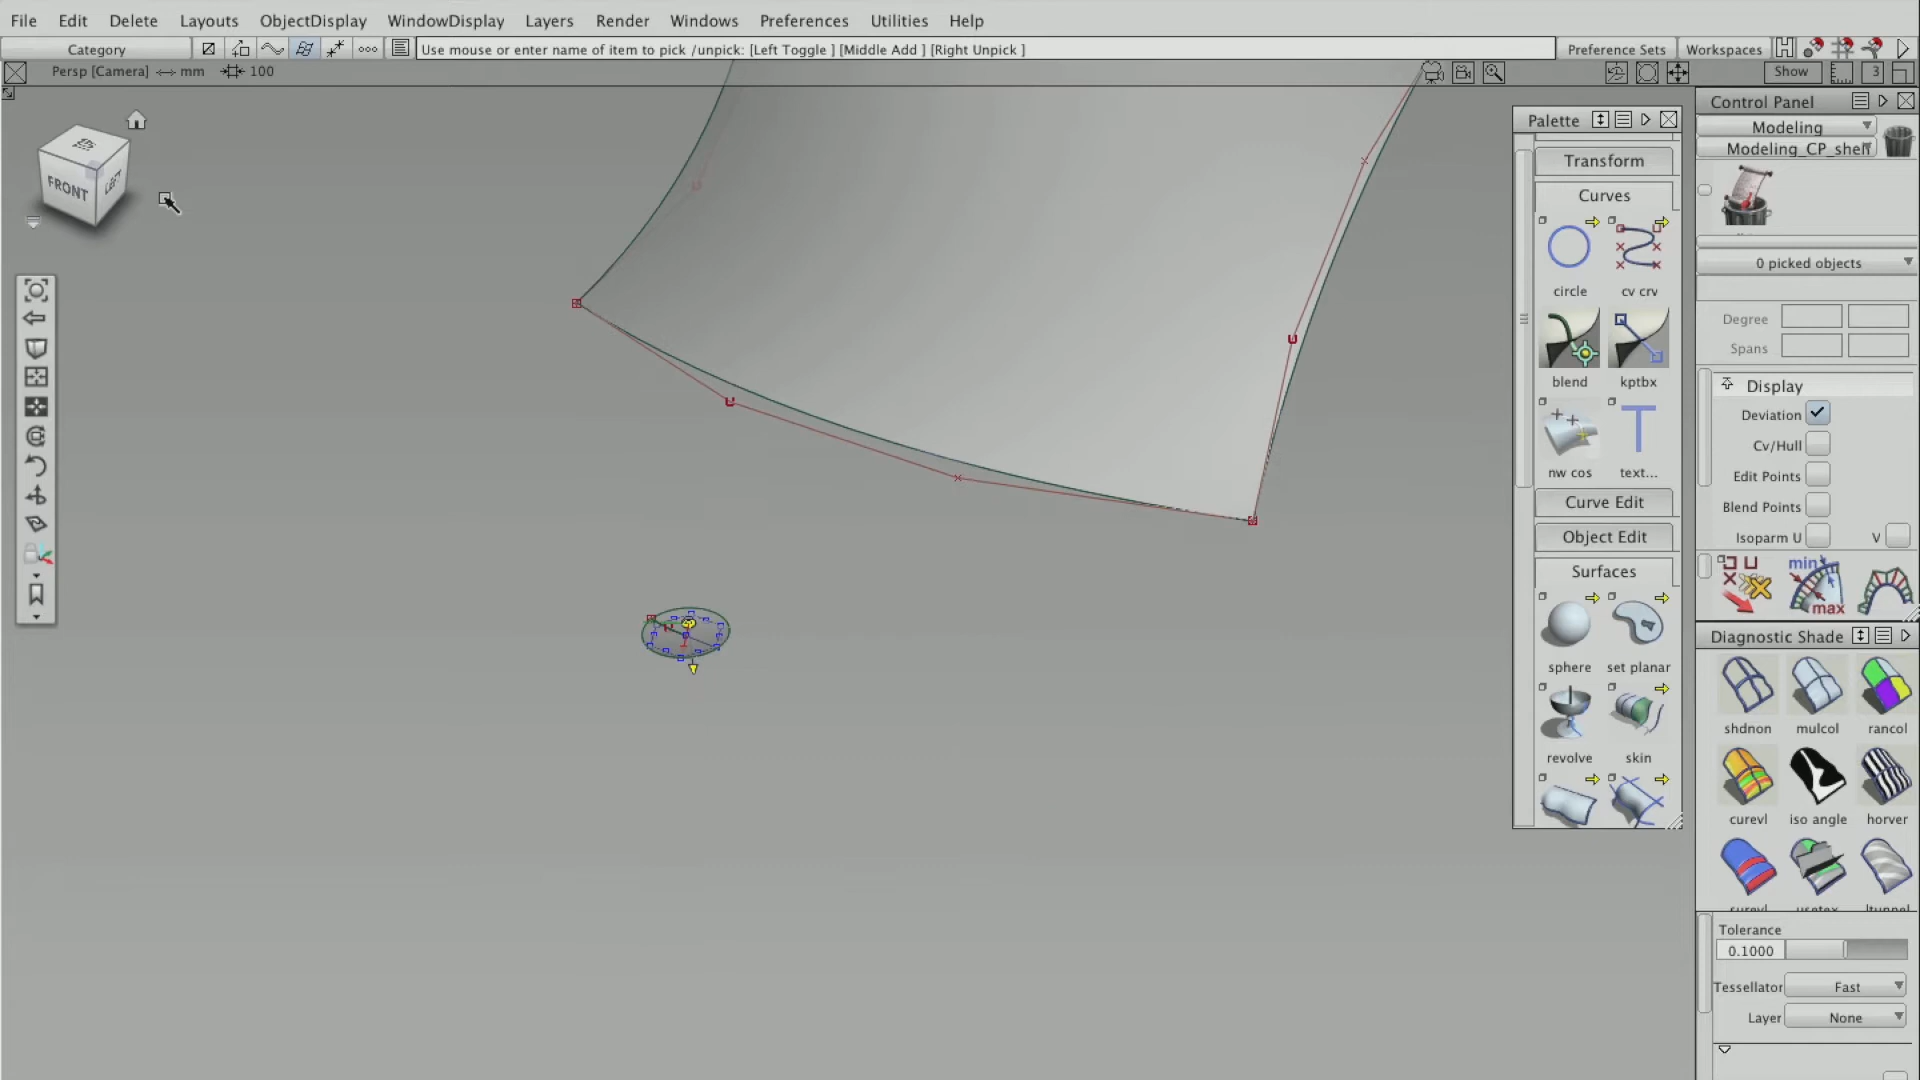 File Edit Delete Layouts ObjectDisplay WindowDisplay Layers Render Windows Preferences Utilities Help
Category
Use mouse or enter name of item to pick /unpick: [Left Toggle ] [Middle Add ] [Right Unpick ]
Preference Sets Workspaces
Persp [Camera] mm 100
Show 3
FRONT LEFT
Palette
Transform
Curves
circle cv crv
blend kptbx
nw cos text...
Curve Edit
Object Edit
Surfaces
sphere set planar
revolve skin
Control Panel
Modeling
Modeling_CP_shelf
0 picked objects
Degree
Spans
Display
Deviation
Cv/Hull
Edit Points
Blend Points
Isoparm U V
min
max
Diagnostic Shade
shdnon mulcol rancol
curevl iso angle horver
Tolerance
0.1000
Tessellator Fast
Layer None